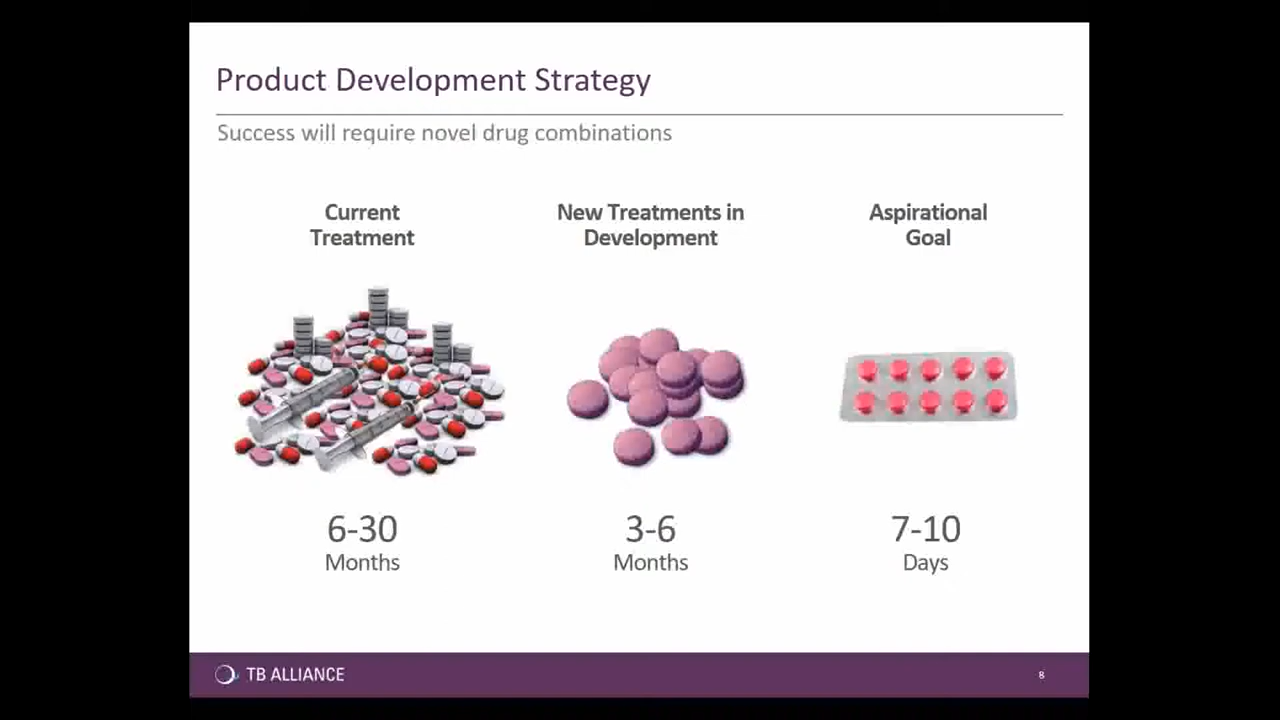 Product Development Strategy
Success will require novel drug combinations
Current
Treatment
New Treatments in
Development
Aspirational
Goal
6-30
Months
3-6
Months
7-10
Days
TB ALLIANCE
8